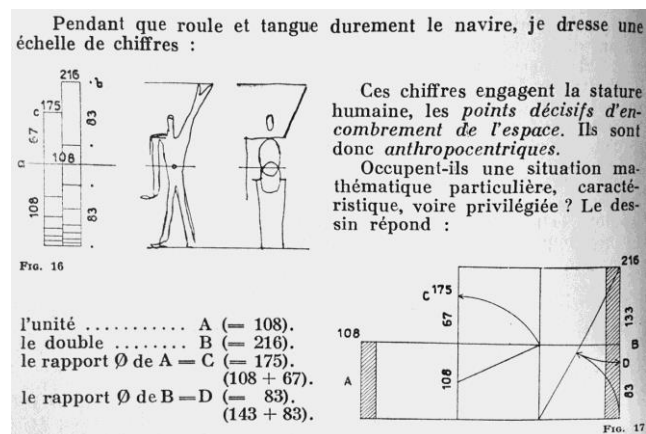 Pendant que roule et tangue durement le navire, je dresse une
échelle de chiffres :
216
b
C 175
83
67
a
108
108
83
FIG. 16
Ces chiffres engagent la stature
humaine, les points décisifs d'en-
combrement de l'espace. Ils sont
donc anthropocentriques.
Occupent-ils une situation ma-
thématique particulière, caracté-
ristique, voire privilégiée ? Le des-
sin répond :
l'unité ........... A (= 108).
le double ........ B (= 216).
le rapport Ø de A = C (= 175).
(108 + 67).
le rapport Ø de B = D (= 83).
(143 + 83).
216
C 175
67
133
108
B
D
A
108
83
FIG. 17